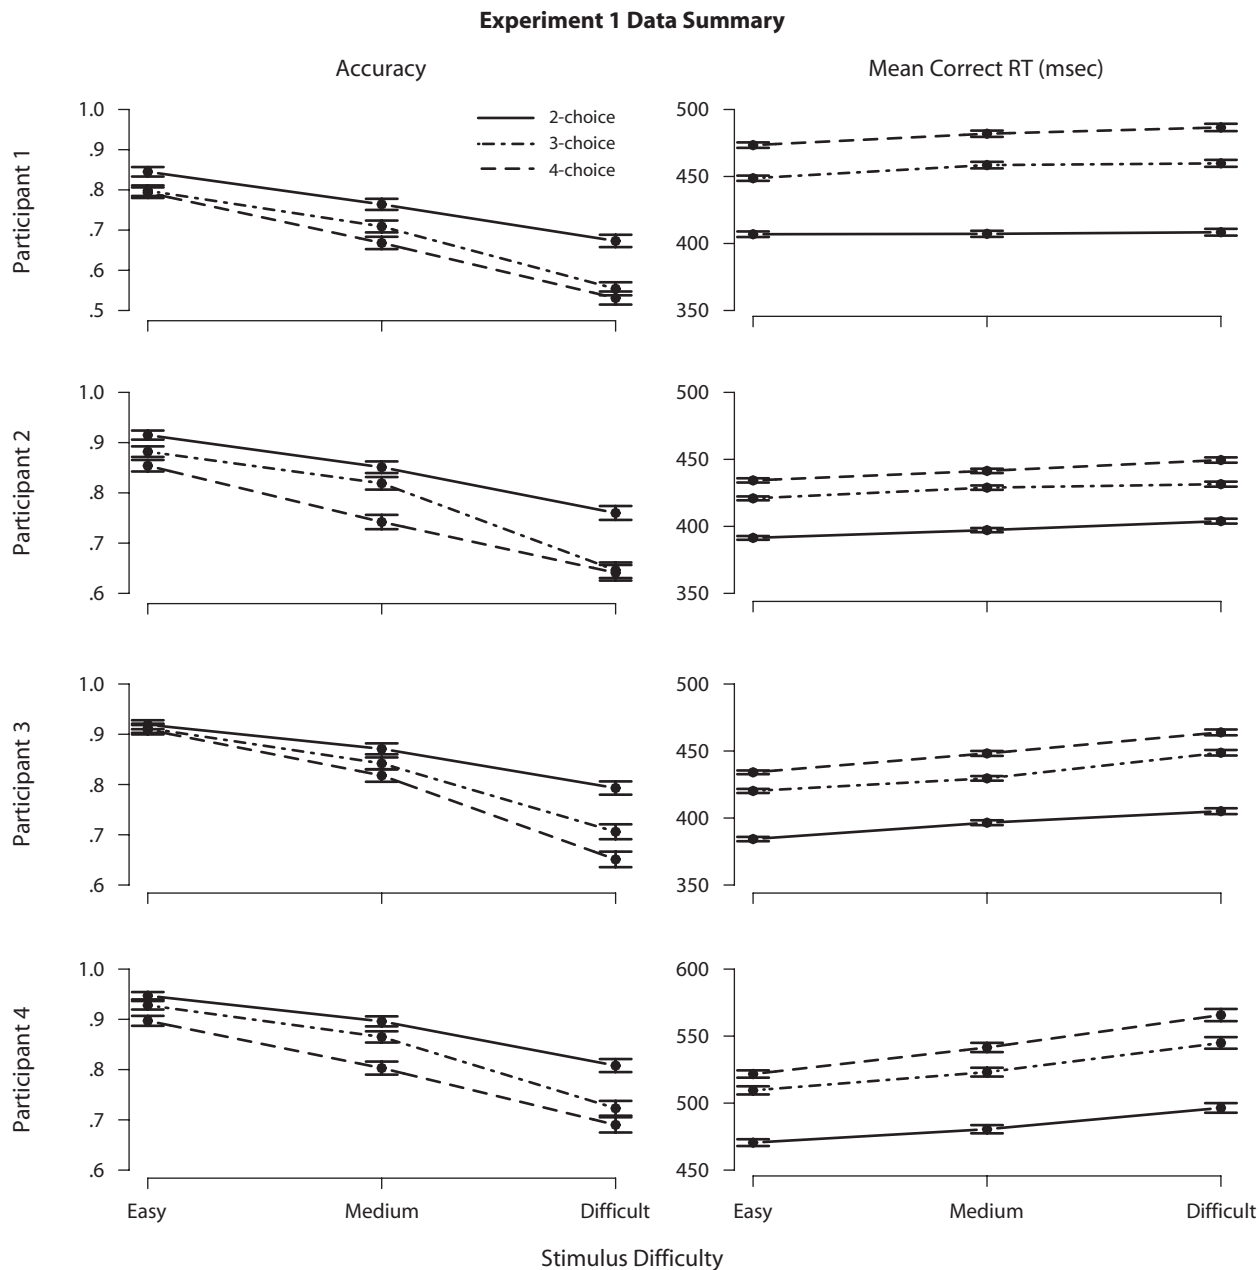 Experiment 1 Data Summary
Accuracy
Mean Correct RT (msec)
Participant 1
1.0
.9
.8
.7
.6
.5
2-choice
3-choice
4-choice
500
450
400
350
Participant 2
1.0
.9
.8
.7
.6
500
450
400
350
Participant 3
1.0
.9
.8
.7
.6
500
450
400
350
Participant 4
1.0
.9
.8
.7
.6
600
550
500
450
Easy Medium Difficult
Easy Medium Difficult
Stimulus Difficulty